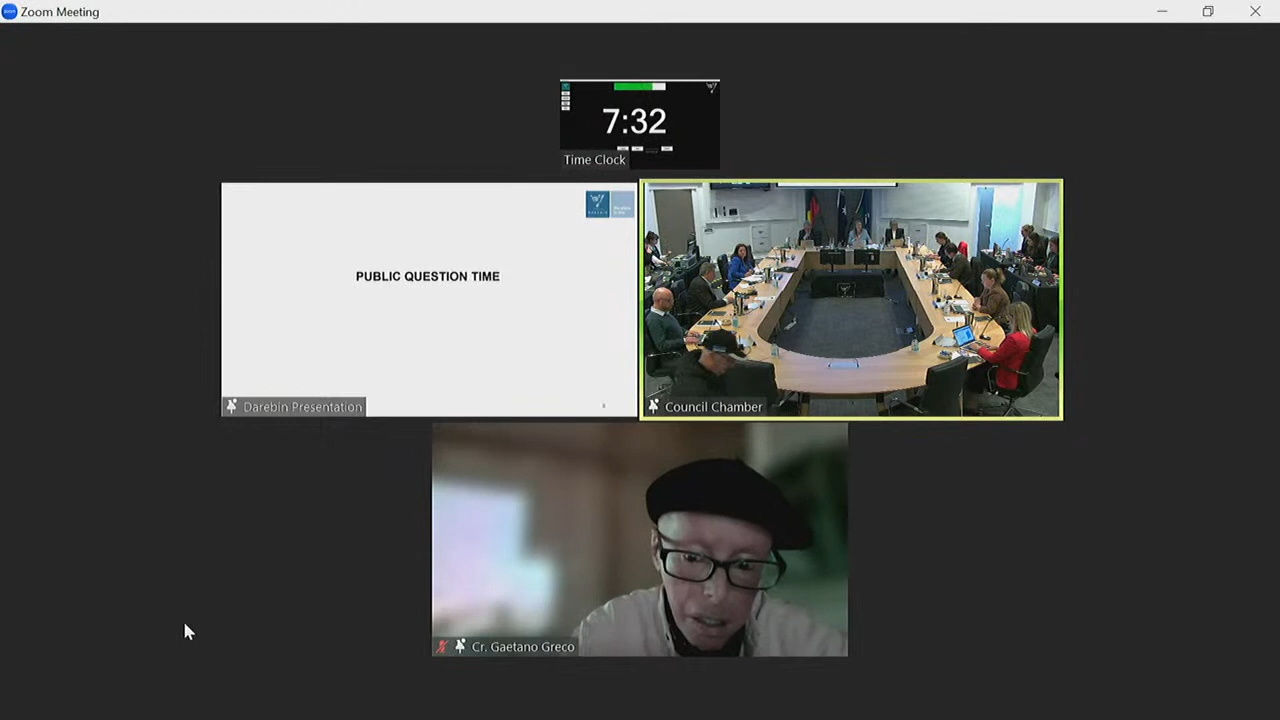 Zoom Meeting
7:32
Time Clock
PUBLIC QUESTION TIME
Darebin Presentation
Council Chamber
Cr. Gaetano Greco